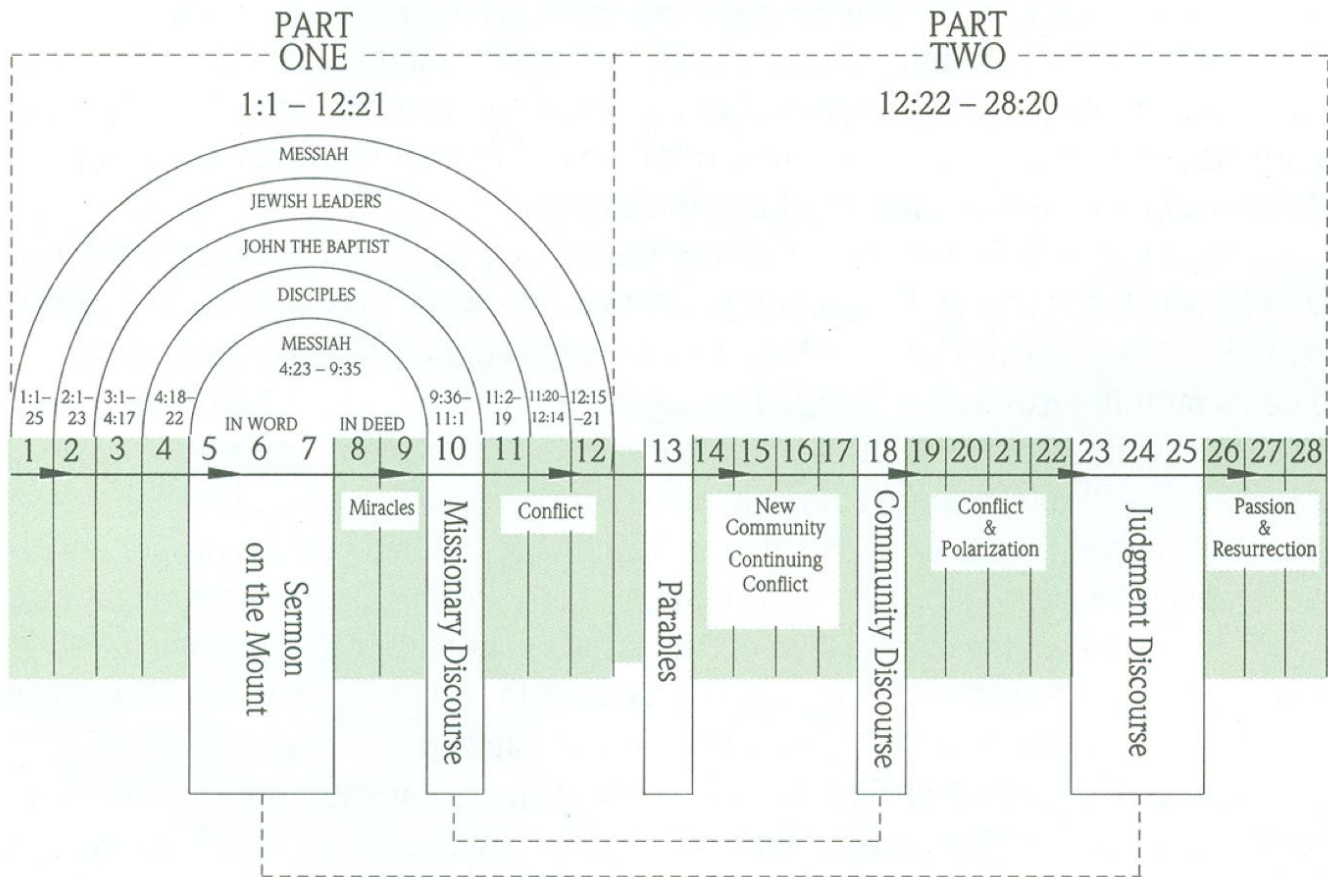 PART
ONE
1:1 – 12:21
PART
TWO
12:22 – 28:20
MESSIAH
JEWISH LEADERS
JOHN THE BAPTIST
DISCIPLES
MESSIAH
4:23 – 9:35
1:1–
25
2:1–
23
3:1–
4:17
4:18–
22
IN WORD
IN DEED
9:36–
11:1
11:2–
19
11:20–
12:14
12:15
–21
1 2 3 4 5 6 7 8 9 10 11 12 13 14 15 16 17 18 19 20 21 22 23 24 25 26 27 28
Sermon
on the Mount
Miracles
Missionary Discourse
Conflict
Parables
New
Community
Continuing
Conflict
Community Discourse
Conflict
&
Polarization
Judgment Discourse
Passion
&
Resurrection